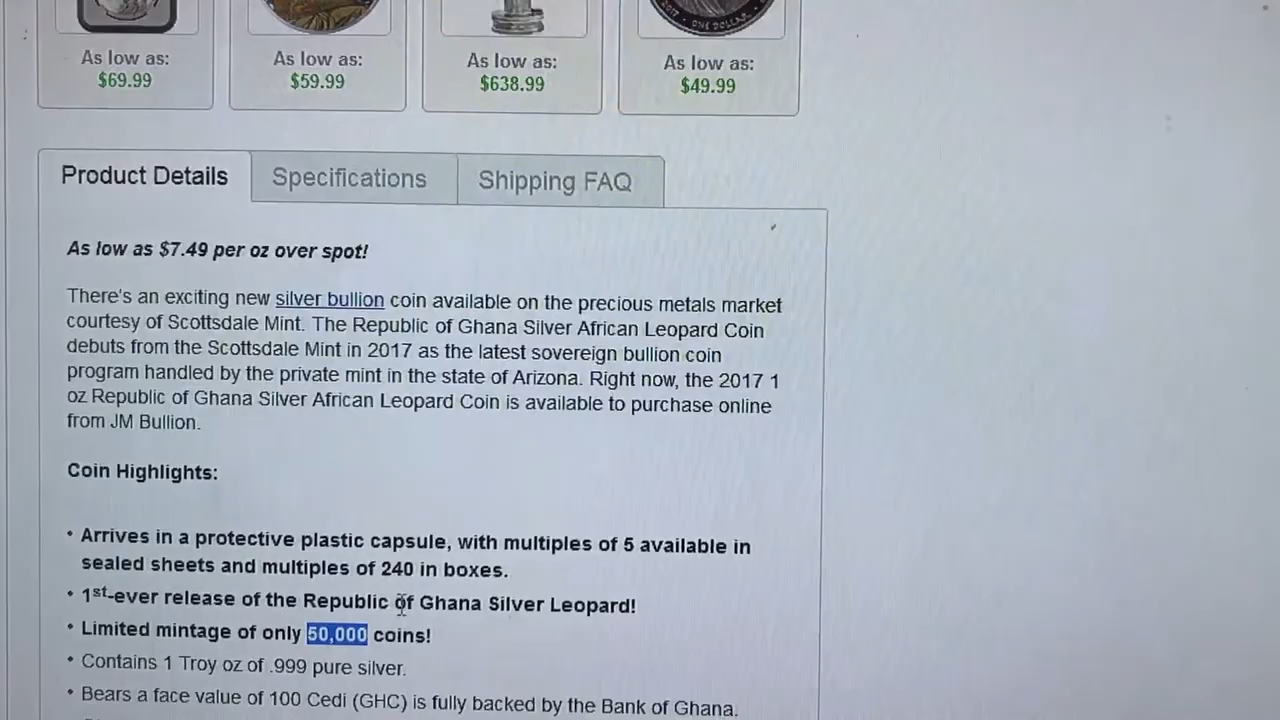 2017 ONE DOLLAR
As low as: As low as: As low as: As low as:
$69.99 $59.99 $638.99 $49.99
Product Details Specifications Shipping FAQ
As low as $7.49 per oz over spot!
There's an exciting new silver bullion coin available on the precious metals market
courtesy of Scottsdale Mint. The Republic of Ghana Silver African Leopard Coin
debuts from the Scottsdale Mint in 2017 as the latest sovereign bullion coin
program handled by the private mint in the state of Arizona. Right now, the 2017 1
oz Republic of Ghana Silver African Leopard Coin is available to purchase online
from JM Bullion.
Coin Highlights:
• Arrives in a protective plastic capsule, with multiples of 5 available in
sealed sheets and multiples of 240 in boxes.
• 1st-ever release of the Republic of Ghana Silver Leopard!
• Limited mintage of only 50,000 coins!
• Contains 1 Troy oz of .999 pure silver.
• Bears a face value of 100 Cedi (GHC) is fully backed by the Bank of Ghana.